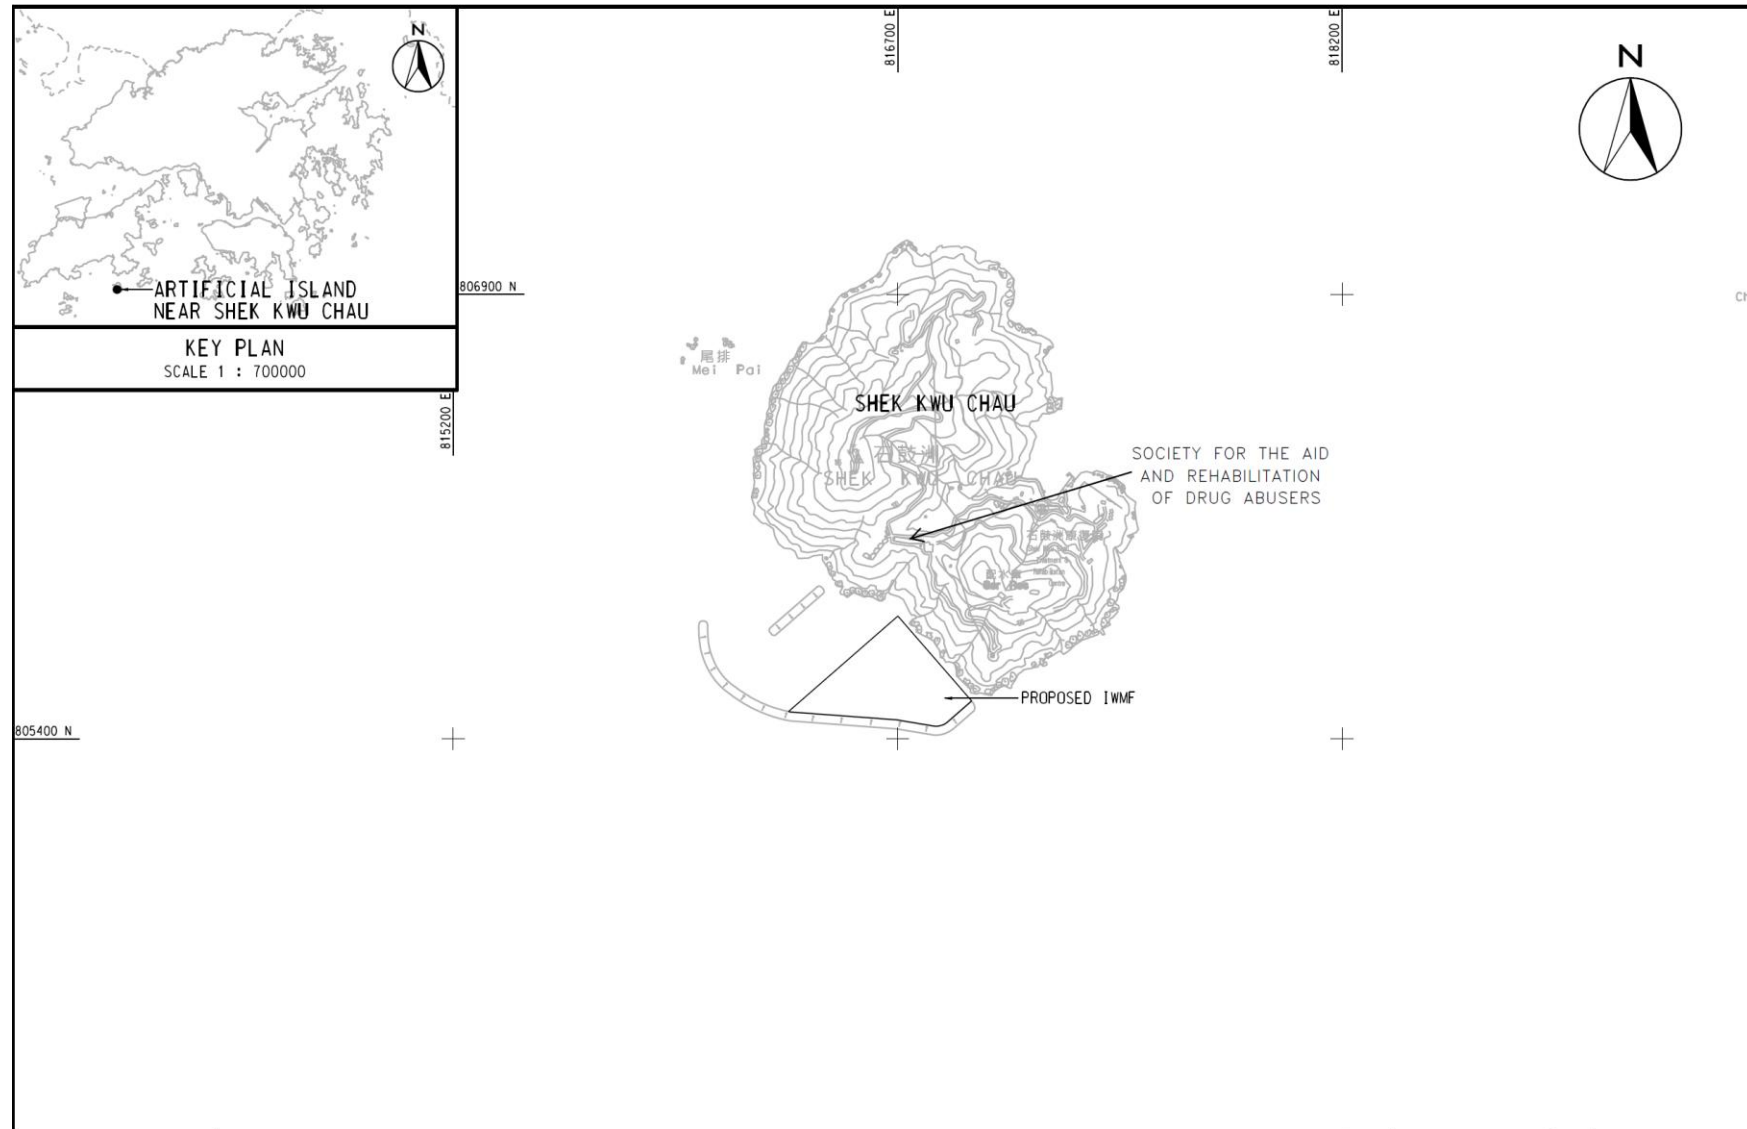 N
ARTIFICIAL ISLAND
NEAR SHEK KWU CHAU
KEY PLAN
SCALE 1 : 700000
816700 E
818200 E
N
806900 N
815200 E
尾排
Mei Pai
SHEK KWU CHAU
石鼓洲
SHEK KWU CHAU
SOCIETY FOR THE AID
AND REHABILITATION
OF DRUG ABUSERS
PROPOSED IWMF
805400 N